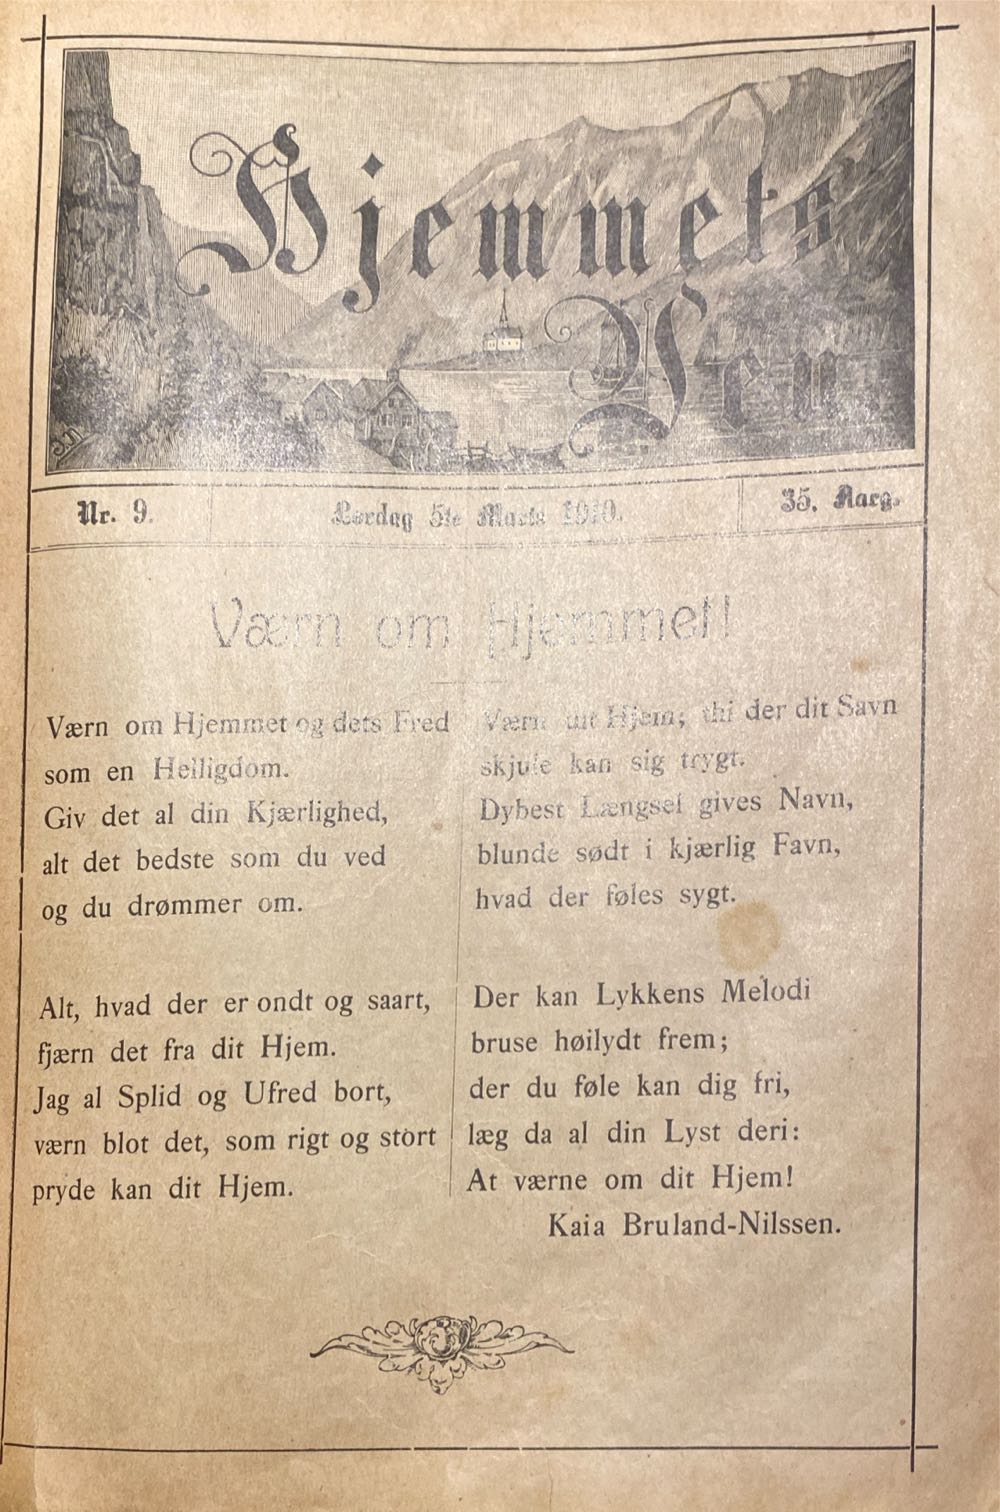 Hjemmets
Ven
Nr. 9.
Lørdag 5te Marts 1910.
35. Aarg.
Værn om Hjemmet!
Værn om Hjemmet og dets Fred
som en Helligdom.
Giv det al din Kjærlighed,
alt det bedste som du ved
og du drømmer om.
Alt, hvad der er ondt og saart,
fjærn det fra dit Hjem.
Jag al Splid og Ufred bort,
værn blot det, som rigt og stort
pryde kan dit Hjem.
Værn dit Hjem; thi der dit Savn
skjule kan sig trygt.
Dybest Længsel gives Navn,
blunde sødt i kjærlig Favn,
hvad der føles sygt.
Der kan Lykkens Melodi
bruse høilydt frem;
der du føle kan dig fri,
læg da al din Lyst deri:
At værne om dit Hjem!
Kaia Bruland-Nilssen.